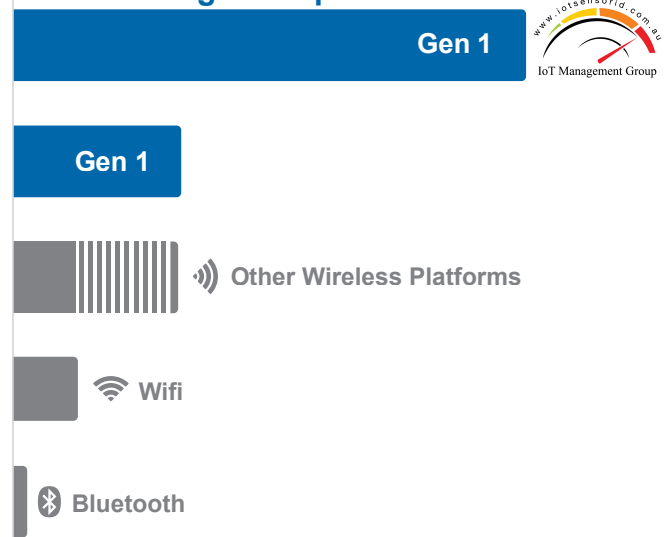 Gen 1
www.iotsensorid.com.au
IoT Management Group
Gen 1
Other Wireless Platforms
Wifi
Bluetooth